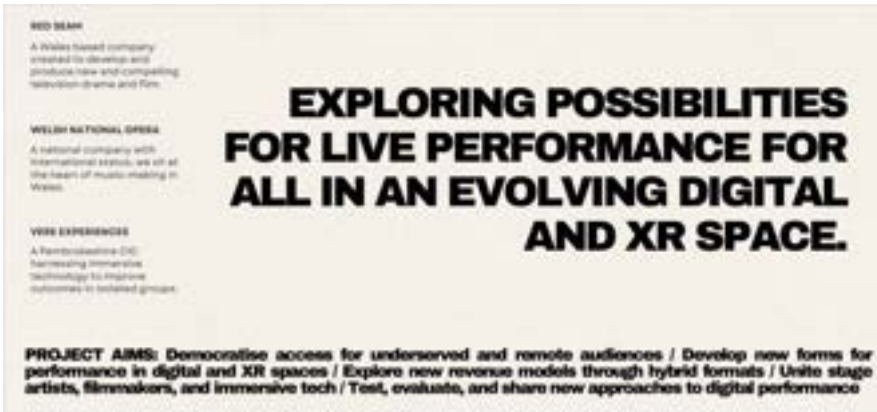 RED SEAM
A Wales based company
created to develop and
produce new and compelling
television drama and film.
WELSH NATIONAL OPERA
A national company with
international status, we sit at
the heart of music-making in
Wales.
VERS EXPERIENCES
A Pembrokeshire CIC
harnessing immersive
technology to improve
outcomes in isolated groups.
EXPLORING POSSIBILITIES
FOR LIVE PERFORMANCE FOR
ALL IN AN EVOLVING DIGITAL
AND XR SPACE.
PROJECT AIMS: Democratise access for underserved and remote audiences / Develop new forms for
performance in digital and XR spaces / Explore new revenue models through hybrid formats / Unite stage
artists, filmmakers, and immersive tech / Test, evaluate, and share new approaches to digital performance